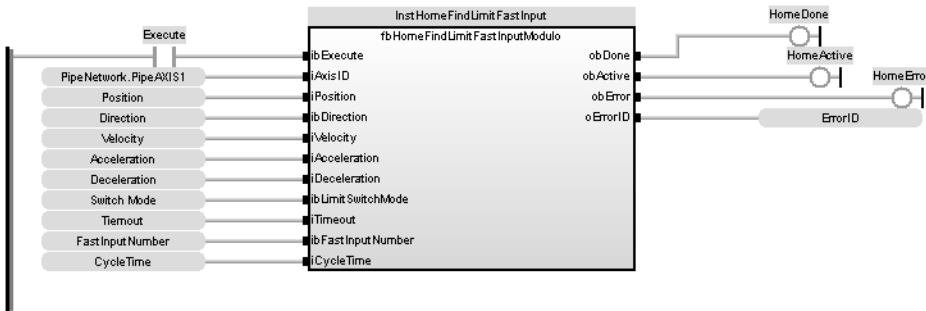 InstHomeFindLimitFastInput
fbHomeFindLimitFastInputModulo
Execute
ibExecute
obDone
HomeDone
PipeNetwork.PipeAXIS1
iAxisID
obActive
HomeActive
Position
iPosition
obError
HomeErro
Direction
ibDirection
oErrorID
ErrorID
Velocity
iVelocity
Acceleration
iAcceleration
Deceleration
iDeceleration
Switch Mode
ibLimitSwitchMode
Tiemout
iTimeout
FastInputNumber
ibFastInputNumber
CycleTime
iCycleTime